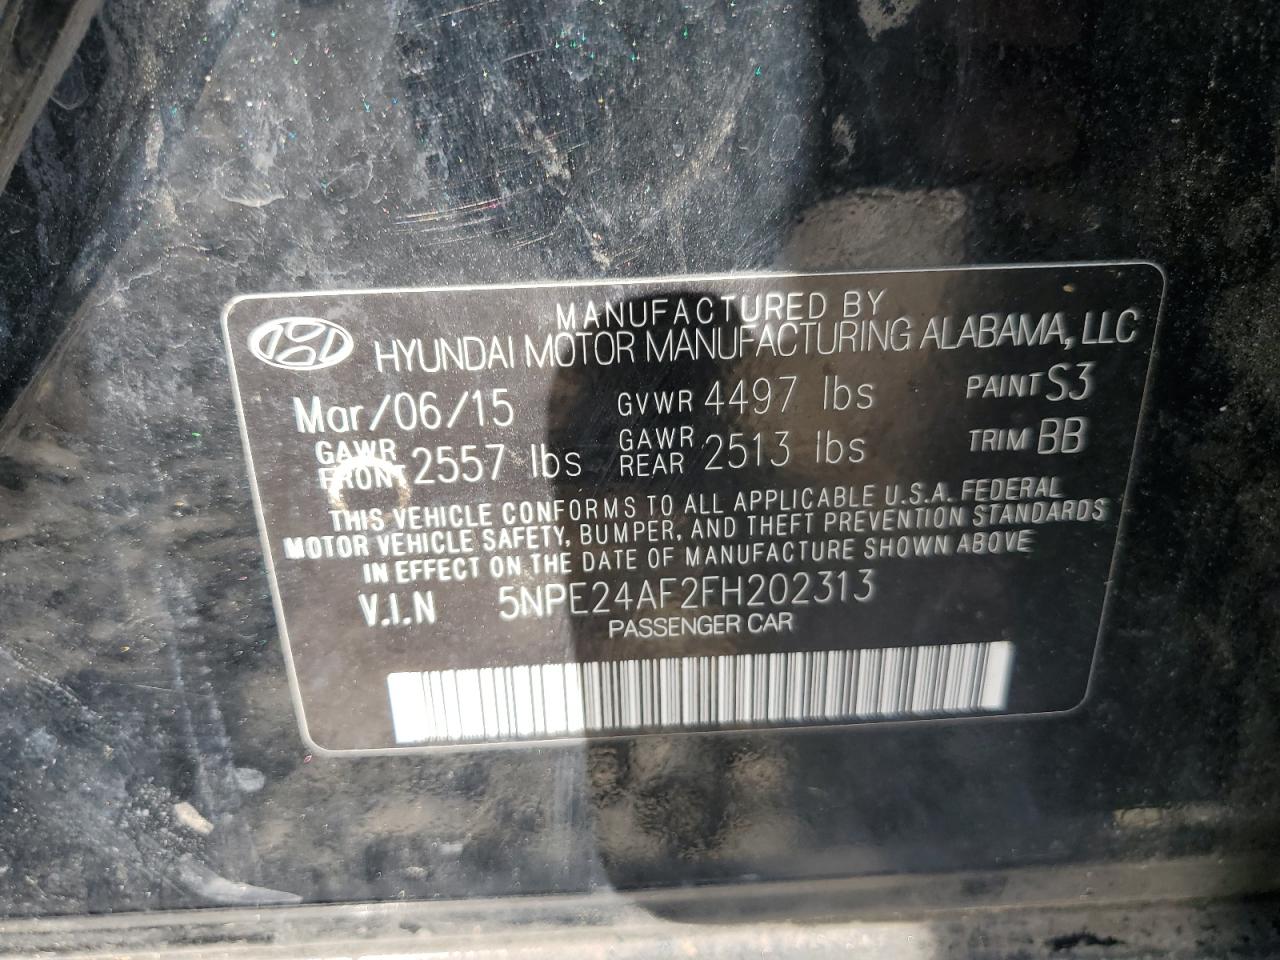 MANUFACTURED BY
HYUNDAI MOTOR MANUFACTURING ALABAMA, LLC
Mar/06/15 GVWR 4497 lbs PAINT S3
GAWR FRONT 2557 lbs GAWR REAR 2513 lbs TRIM BB
THIS VEHICLE CONFORMS TO ALL APPLICABLE U.S.A. FEDERAL
MOTOR VEHICLE SAFETY, BUMPER, AND THEFT PREVENTION STANDARDS
IN EFFECT ON THE DATE OF MANUFACTURE SHOWN ABOVE
V.I.N 5NPE24AF2FH202313
PASSENGER CAR